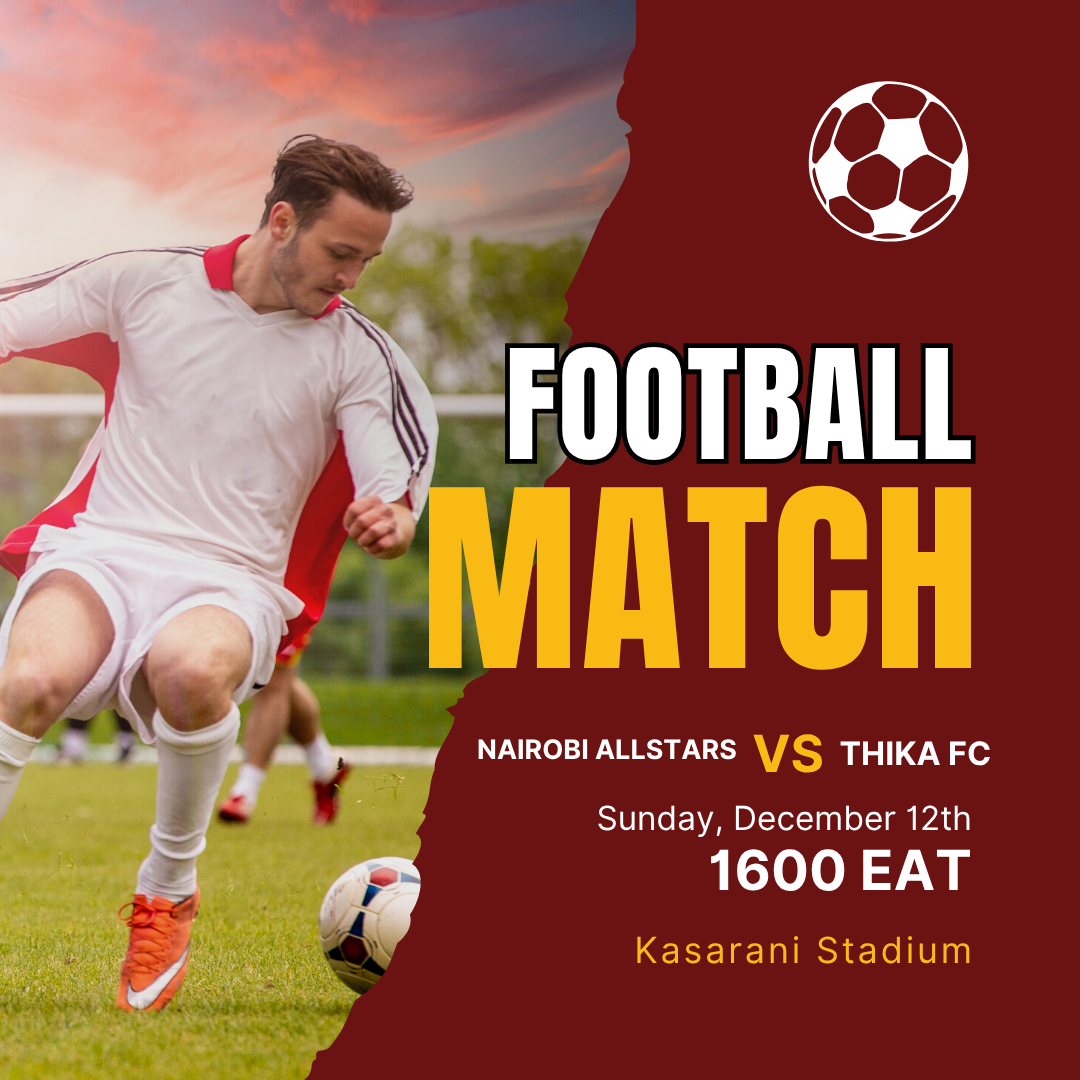 FOOTBALL
MATCH
NAIROBI ALLSTARS VS THIKA FC
Sunday, December 12th
1600 EAT
Kasarani Stadium